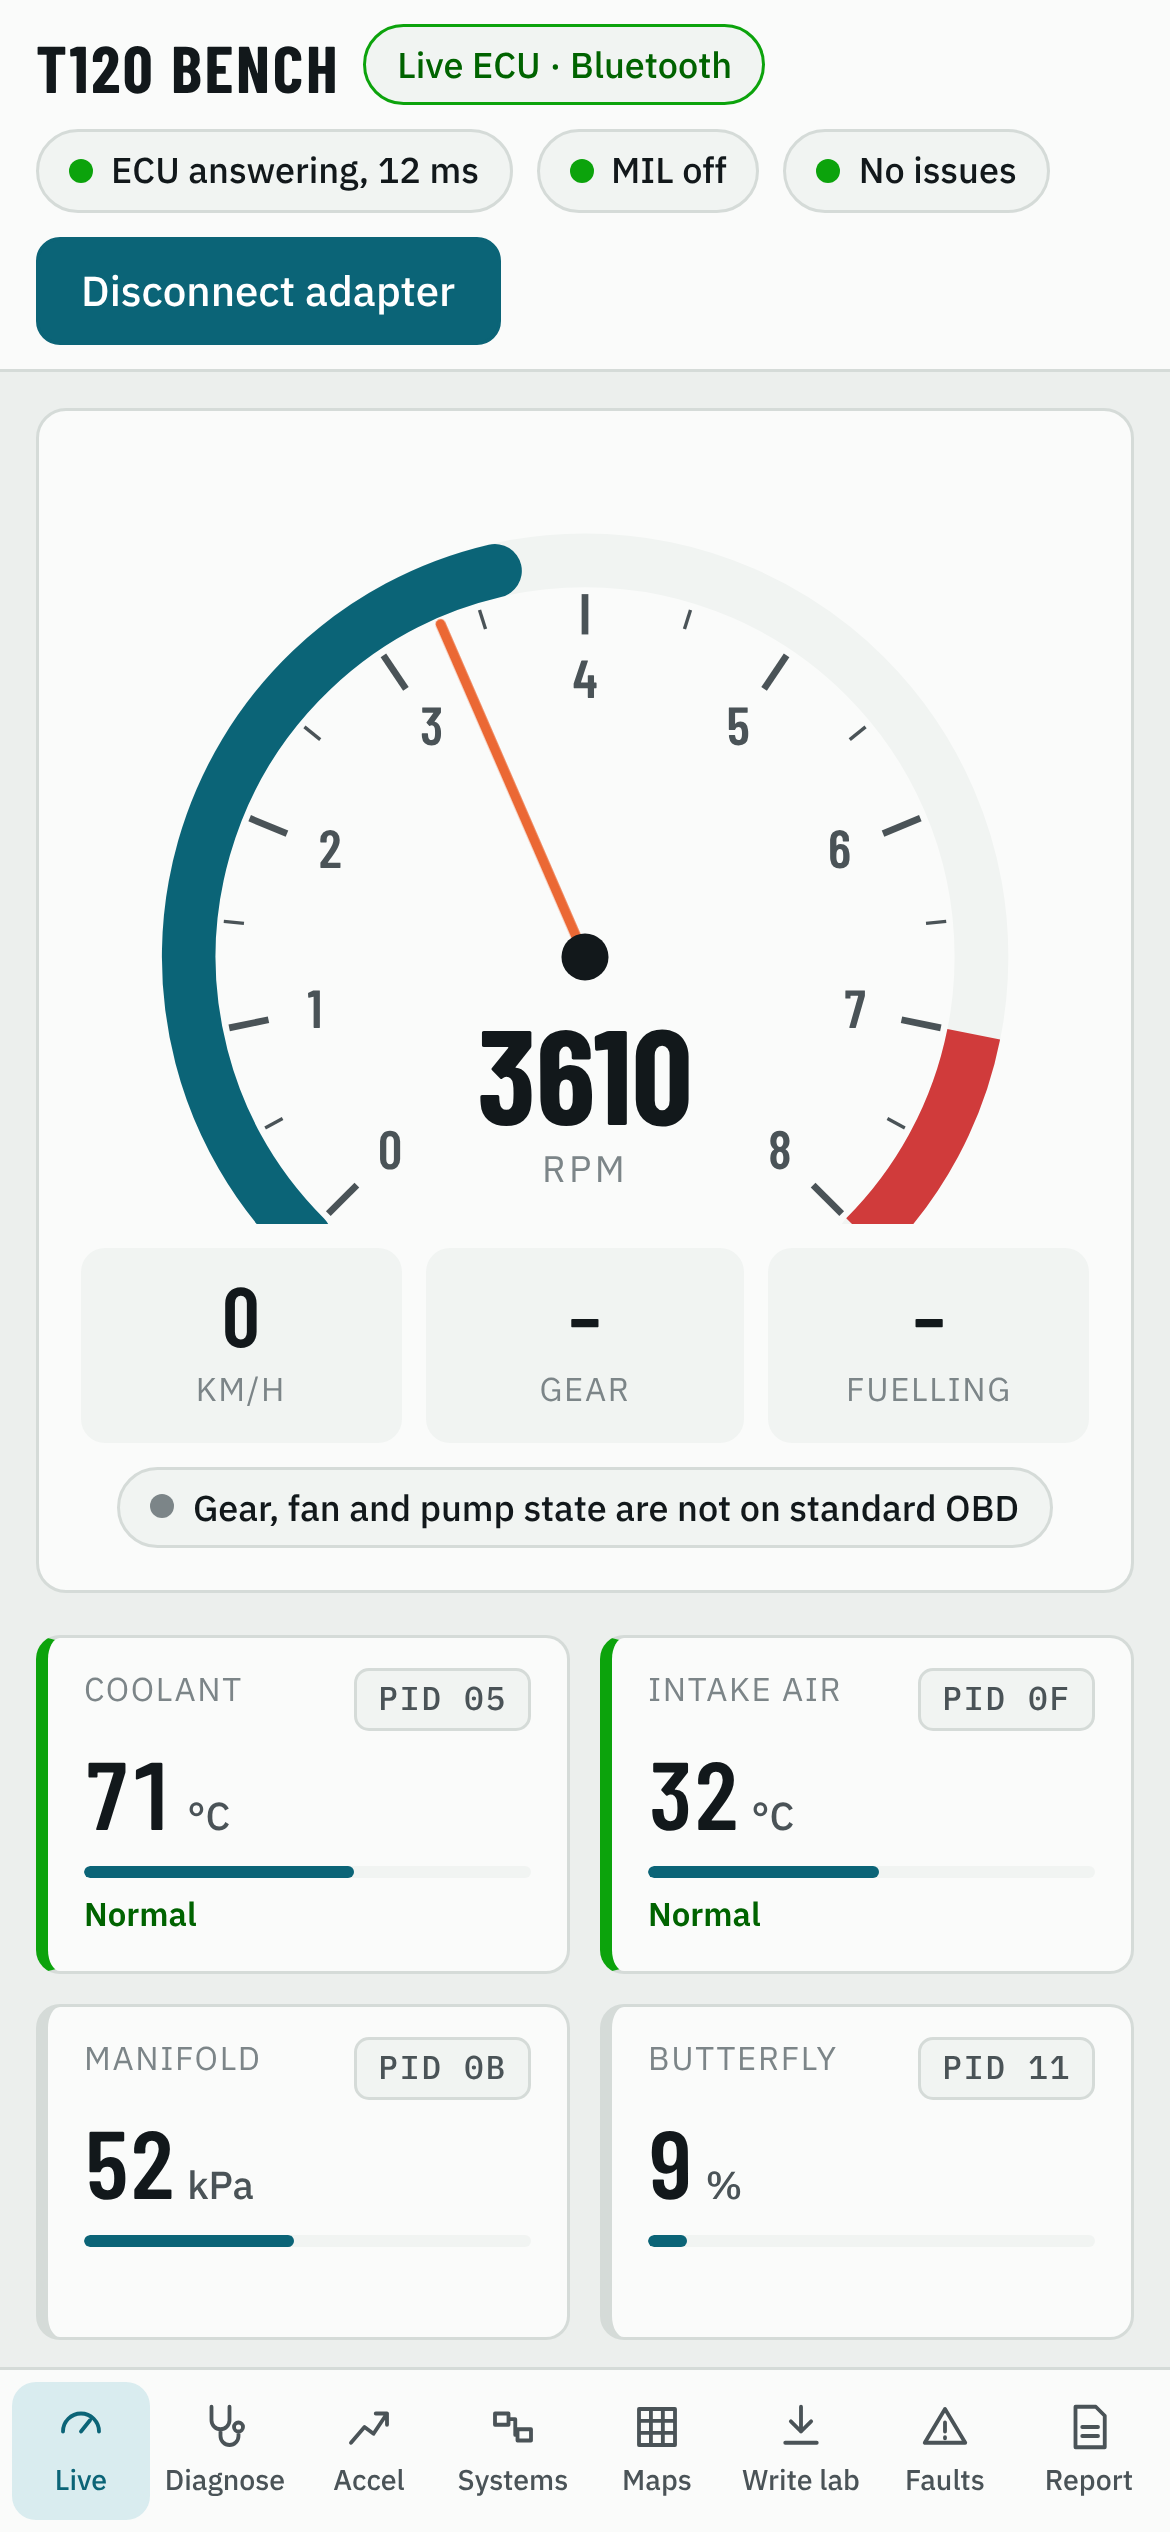 T120 BENCH
Live ECU · Bluetooth
ECU answering, 12 ms
MIL off
No issues
Disconnect adapter
4
3
5
2
6
1
7
3610
0
8
RPM
0
-
-
KM/H
GEAR
FUELLING
Gear, fan and pump state are not on standard OBD
COOLANT
PID 05
71 °C
Normal
INTAKE AIR
PID 0F
32 °C
Normal
MANIFOLD
PID 0B
52 kPa
BUTTERFLY
PID 11
9 %
Live
Diagnose
Accel
Systems
Maps
Write lab
Faults
Report